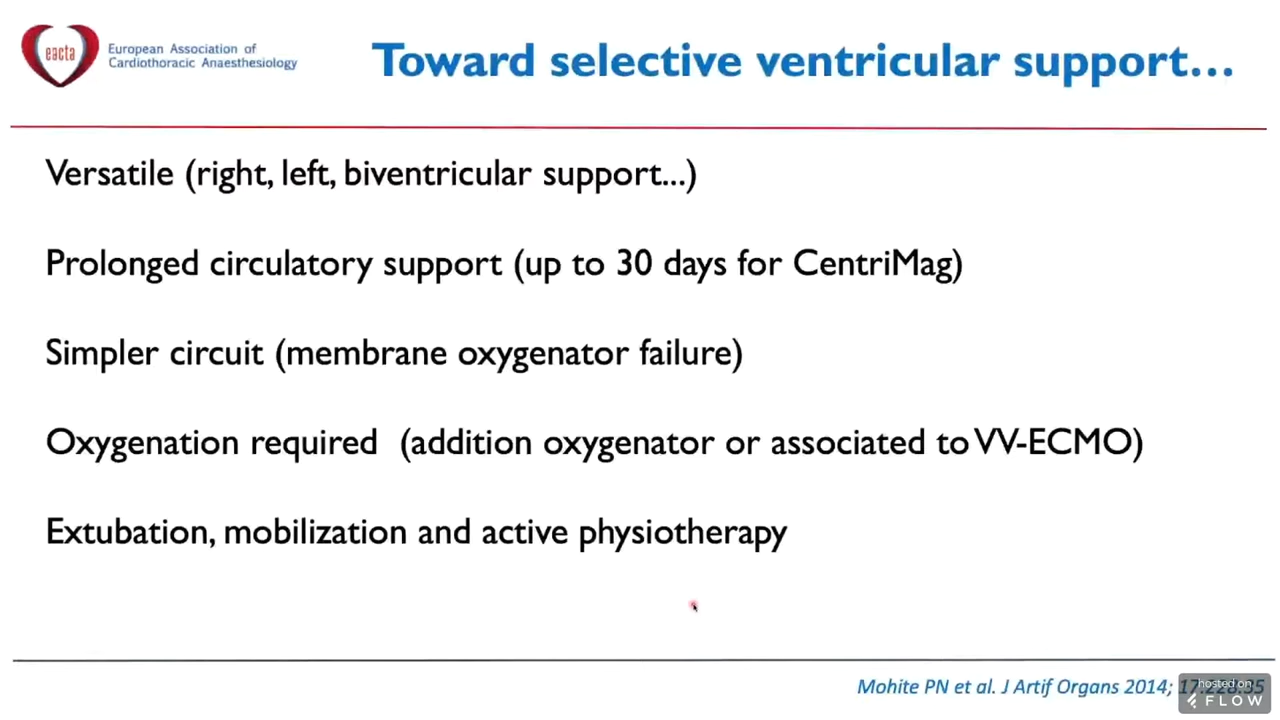 eacta
European Association of
Cardiothoracic Anaesthesiology
Toward selective ventricular support...
Versatile (right, left, biventricular support...)
Prolonged circulatory support (up to 30 days for CentriMag)
Simpler circuit (membrane oxygenator failure)
Oxygenation required (addition oxygenator or associated to VV-ECMO)
Extubation, mobilization and active physiotherapy
Mohite PN et al. J Artif Organs 2014;
hosted on
FLOW